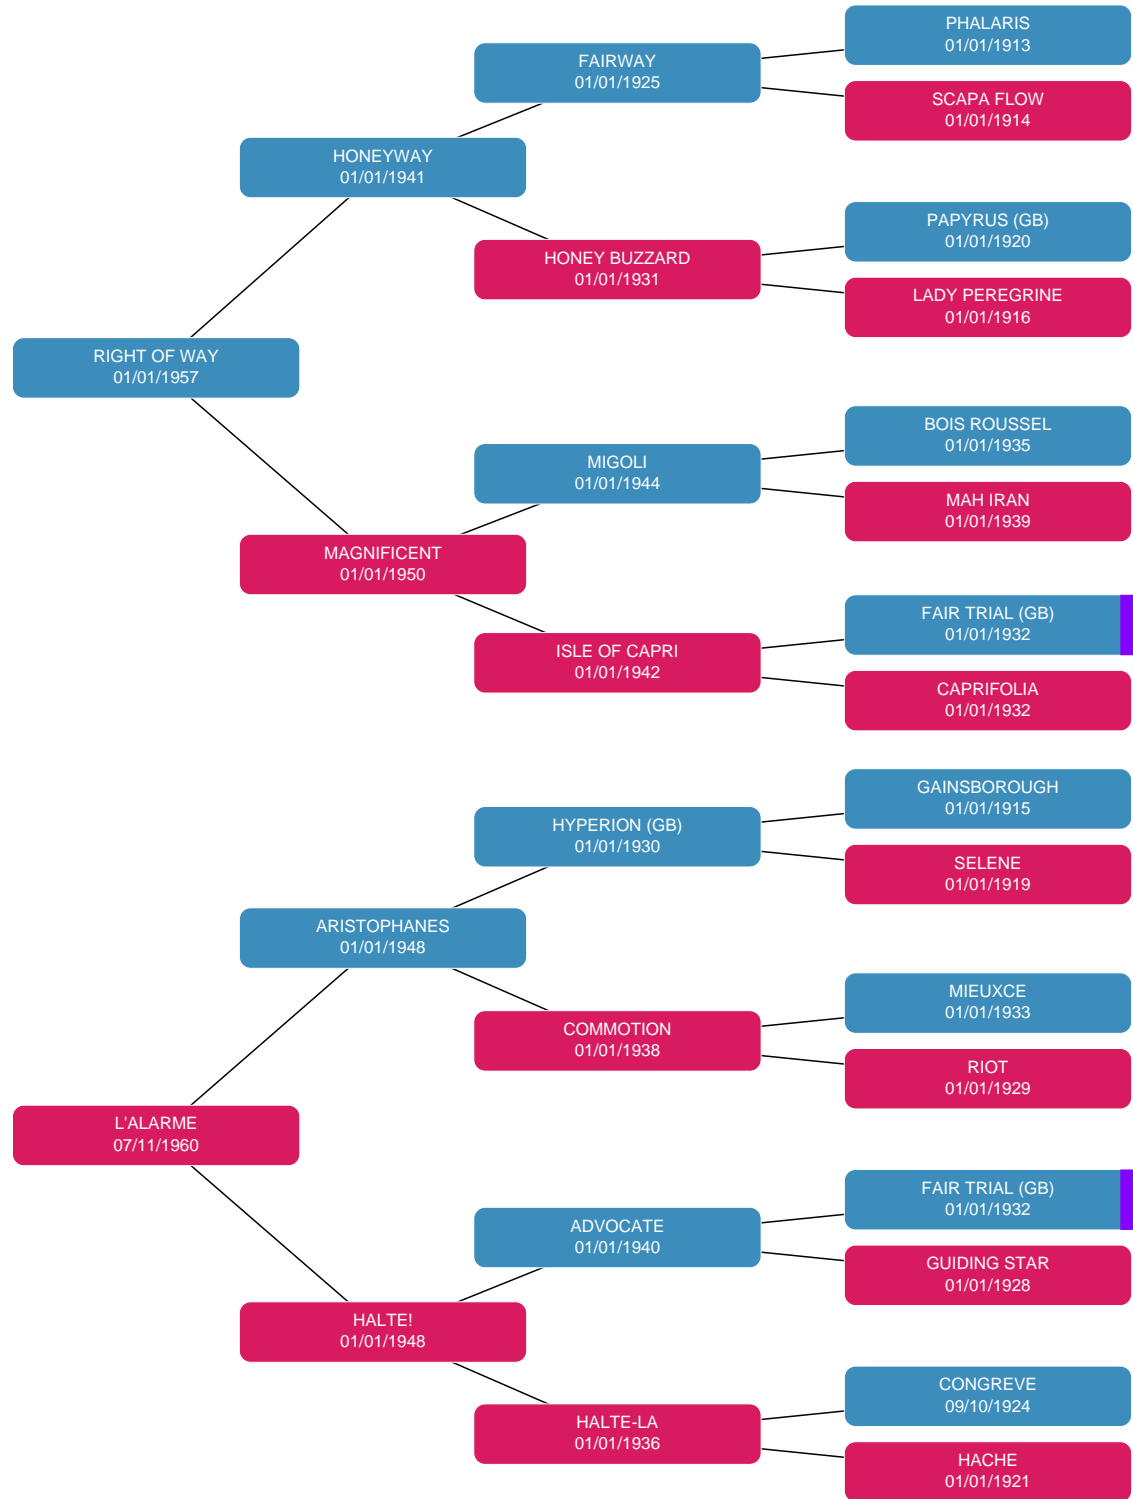 PHALARIS
01/01/1913
FAIRWAY
01/01/1925
SCAPA FLOW
01/01/1914
HONEYWAY
01/01/1941
PAPYRUS (GB)
01/01/1920
HONEY BUZZARD
01/01/1931
LADY PEREGRINE
01/01/1916
RIGHT OF WAY
01/01/1957
BOIS ROUSSEL
01/01/1935
MIGOLI
01/01/1944
MAH IRAN
01/01/1939
MAGNIFICENT
01/01/1950
FAIR TRIAL (GB)
01/01/1932
ISLE OF CAPRI
01/01/1942
CAPRIFOLIA
01/01/1932
GAINSBOROUGH
01/01/1915
HYPERION (GB)
01/01/1930
SELENE
01/01/1919
ARISTOPHANES
01/01/1948
MIEUXCE
01/01/1933
COMMOTION
01/01/1938
RIOT
01/01/1929
L'ALARME
07/11/1960
FAIR TRIAL (GB)
01/01/1932
ADVOCATE
01/01/1940
GUIDING STAR
01/01/1928
HALTE!
01/01/1948
CONGREVE
09/10/1924
HALTE-LA
01/01/1936
HACHE
01/01/1921